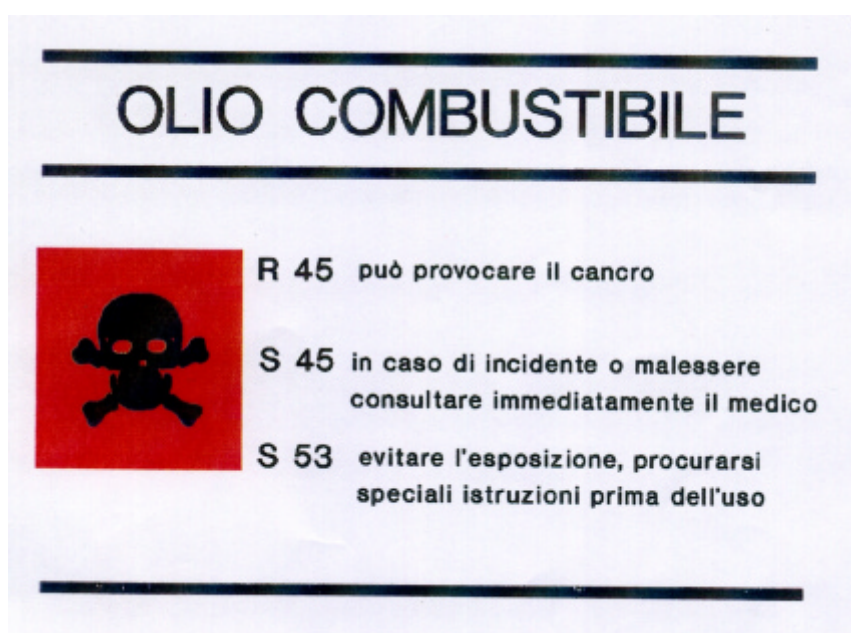 OLIO COMBUSTIBILE
R 45 può provocare il cancro
S 45 in caso di incidente o malessere
consultare immediatamente il medico
S 53 evitare l'esposizione, procurarsi
speciali istruzioni prima dell'uso